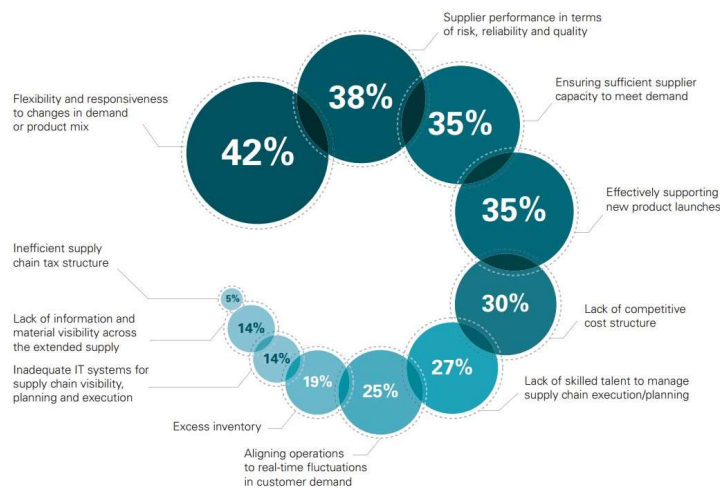 Supplier performance in terms
of risk, reliability and quality
38%
Ensuring sufficient supplier
capacity to meet demand
35%
Flexibility and responsiveness
to changes in demand
or product mix
42%
Effectively supporting
new product launches
35%
Lack of competitive
cost structure
30%
Lack of skilled talent to manage
supply chain execution/planning
27%
Aligning operations
to real-time fluctuations
in customer demand
25%
Excess inventory
19%
Inadequate IT systems for
supply chain visibility,
planning and execution
14%
Lack of information and
material visibility across
the extended supply
14%
Inefficient supply
chain tax structure
5%